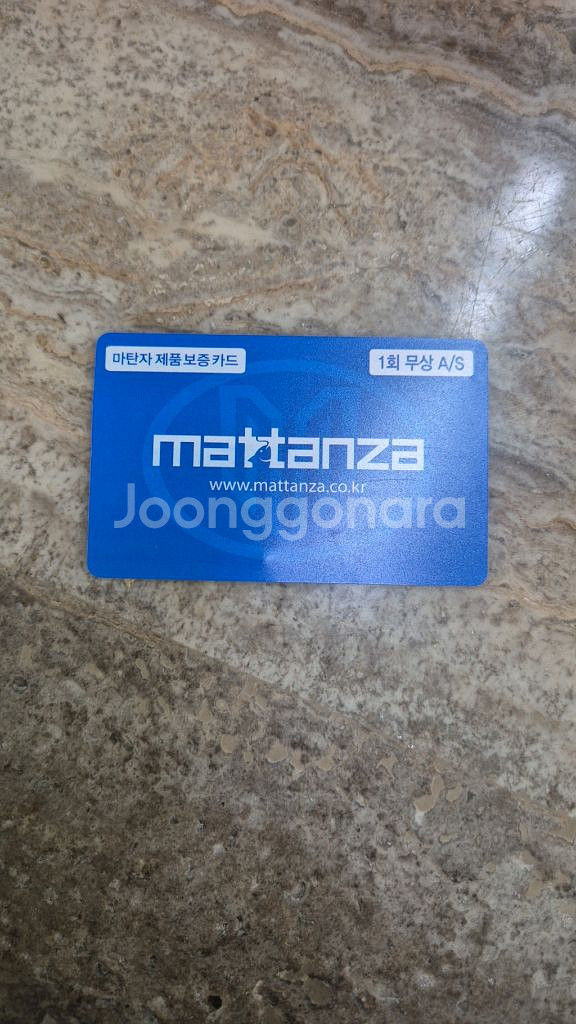 마탄자 제품 보증 카드
1회 무상 A/S
mattanza
www.mattanza.co.kr
Joonggonara